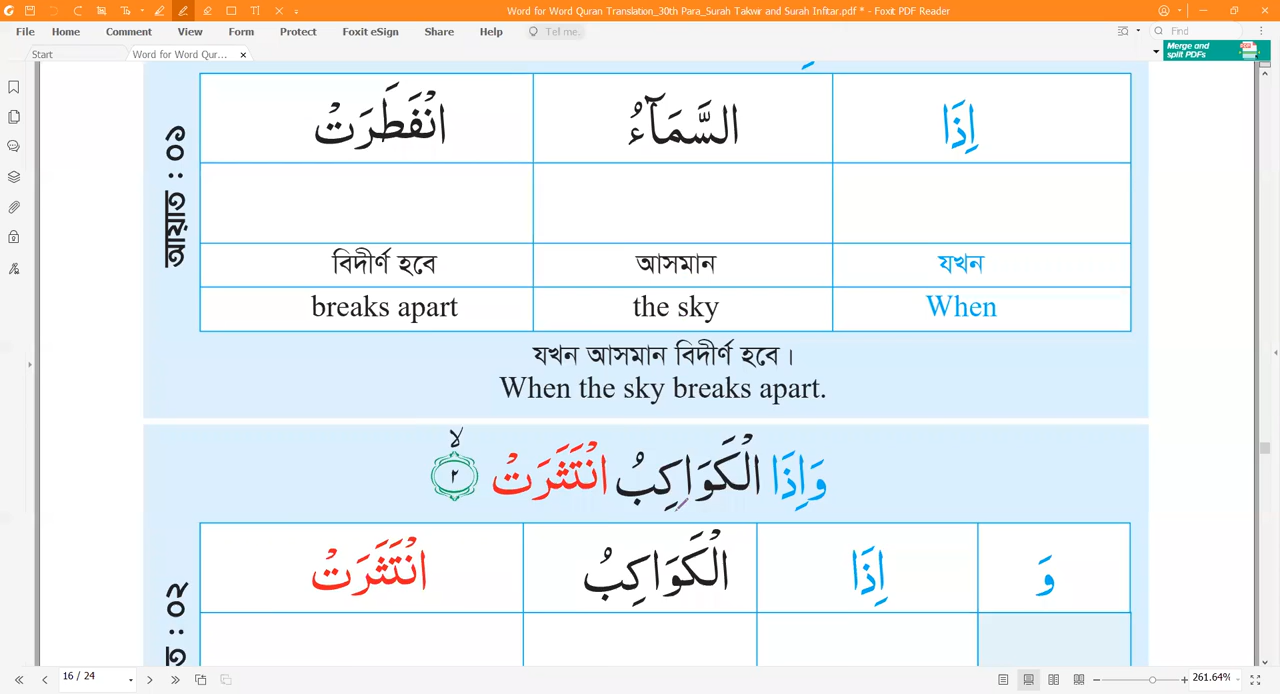 Word for Word Quran Translation_30th Para_Surah Takwr and Surah Infitar.pdf * - Foxit PDF Reader
File Home Comment View Form Protect Foxit eSign Share Help Tell me. Find
Start Word for Word Qur... Merge and split PDFs
اِذَا السَّمَآءُ انْفَطَرَتْ
আয়াত : ০১
বিদীর্ণ হবে আসমান যখন
breaks apart the sky When
যখন আসমান বিদীর্ণ হবে।
When the sky breaks apart.
وَاِذَا الْكَوَاكِبُ انْتَثَرَتْ ۙ ٢
وَ اِذَا الْكَوَاكِبُ انْتَثَرَتْ
ত : ০২
16 / 24 261.64%